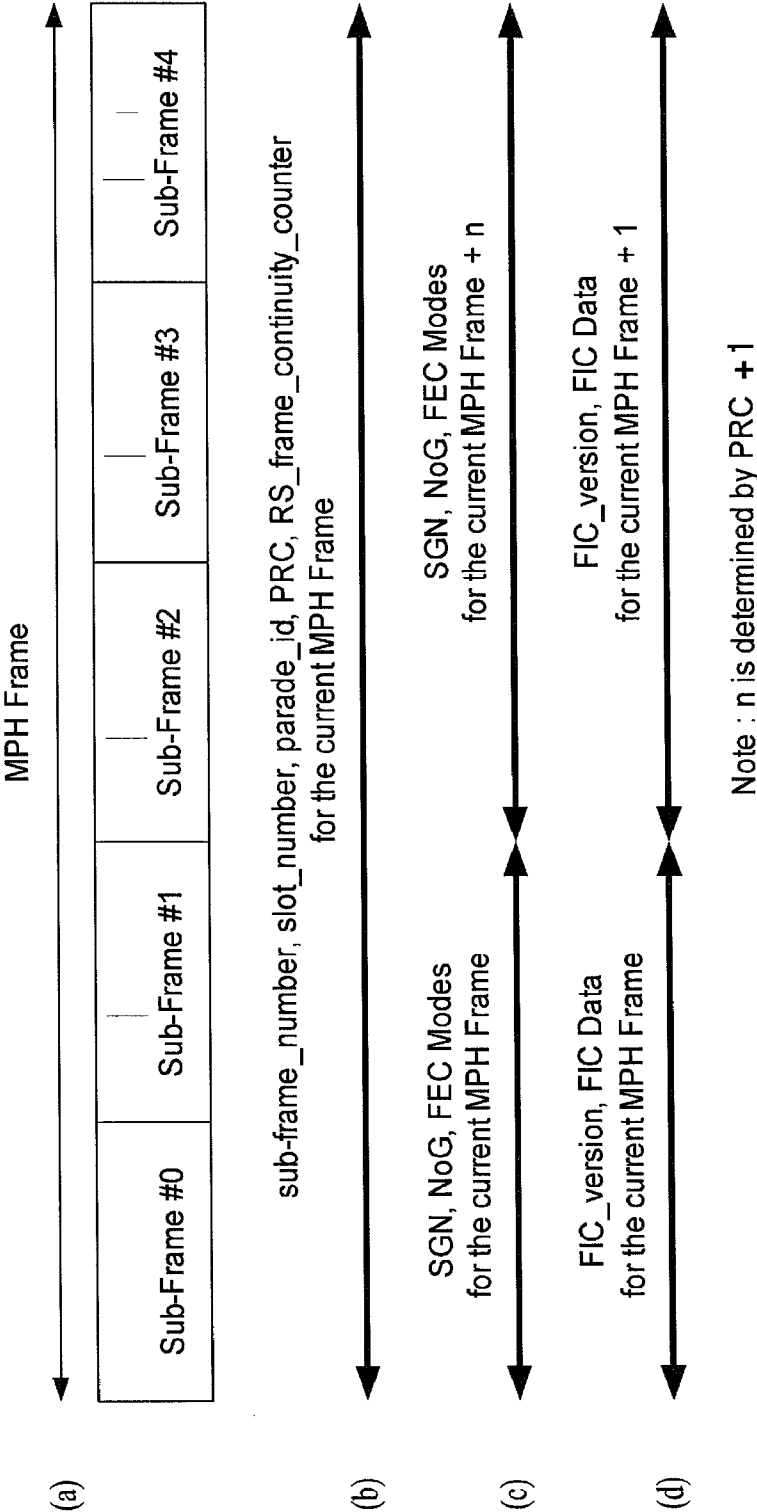 (a)
MPH Frame
Sub-Frame #0 Sub-Frame #1 Sub-Frame #2 Sub-Frame #3 Sub-Frame #4
(b)
sub-frame_number, slot_number, parade_id, PRC, RS_frame_continuity_counter
for the current MPH Frame
(c)
SGN, NoG, FEC Modes
for the current MPH Frame
SGN, NoG, FEC Modes
for the current MPH Frame + n
(d)
FIC_version, FIC Data
for the current MPH Frame
FIC_version, FIC Data
for the current MPH Frame + 1
Note : n is determined by PRC + 1